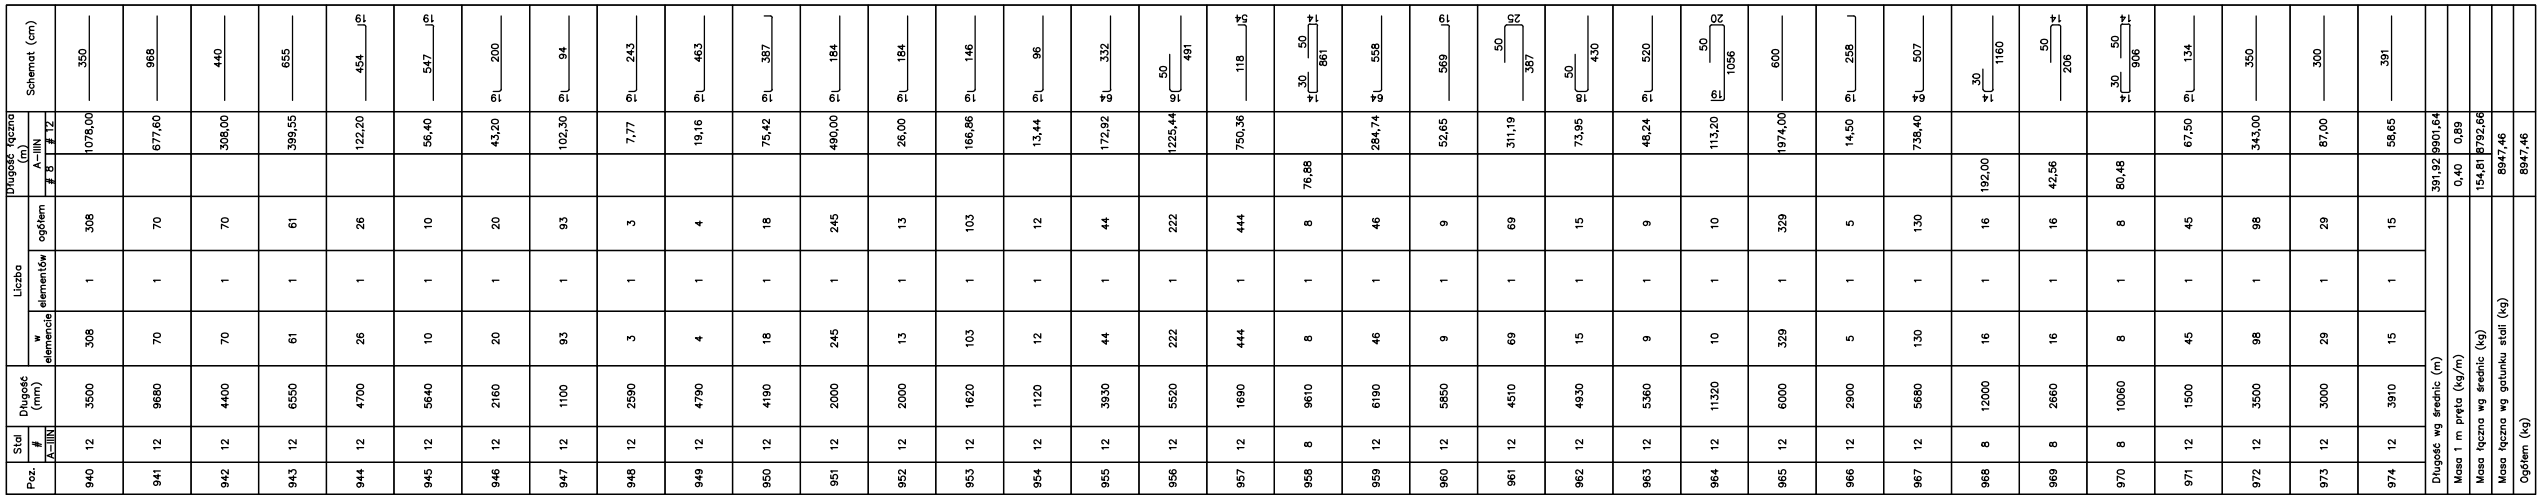 Poz. Stal # A-IIIN Długość (mm) Liczba w elemencie elementów ogółem Długość łączna (m) A-IIIN # 8 # 12 Schemat (cm)
940 12 3500 308 1 308 1078,00 350
941 12 9680 70 1 70 677,60 968
942 12 4400 70 1 70 308,00 440
943 12 6550 61 1 61 399,55 655
944 12 4700 26 1 26 122,20 454 19
945 12 5640 10 1 10 56,40 547 19
946 12 2160 20 1 20 43,20 19 200
947 12 1100 93 1 93 102,30 19 94
948 12 2590 3 1 3 7,77 19 243
949 12 4790 4 1 4 19,16 19 463
950 12 4190 18 1 18 75,42 19 387
951 12 2000 245 1 245 490,00 19 184
952 12 2000 13 1 13 26,00 19 184
953 12 1620 103 1 103 166,86 19 146
954 12 1120 12 1 12 13,44 19 96
955 12 3930 44 1 44 172,92 64 332
956 12 5520 222 1 222 1225,44 16 50 491
957 12 1690 444 1 444 750,36 118 54
958 8 9610 8 1 8 76,88 14 30 861 50 14
959 12 6190 46 1 46 284,74 64 558
960 12 5850 9 1 9 52,65 569 19
961 12 4510 69 1 69 311,19 387 50 25
962 12 4930 15 1 15 73,95 18 50 430
963 12 5360 9 1 9 48,24 19 520
964 12 11320 10 1 10 113,20 19 1056 50 20
965 12 6000 329 1 329 1974,00 600
966 12 2900 5 1 5 14,50 19 258
967 12 5680 130 1 130 738,40 64 507
968 8 12000 16 1 16 192,00 14 30 1160
969 8 2660 16 1 16 42,56 206 50 14
970 8 10060 8 1 8 80,48 14 30 906 50 14
971 12 1500 45 1 45 67,50 19 134
972 12 3500 98 1 98 343,00 350
973 12 3000 29 1 29 87,00 300
974 12 3910 15 1 15 58,65 391
Długość wg średnic (m) 391,92 9901,64
Masa 1 m pręta (kg/m) 0,40 0,89
Masa łączna wg średnic (kg) 154,81 8792,66
Masa łączna wg gatunku stali (kg) 8947,46
Ogółem (kg) 8947,46